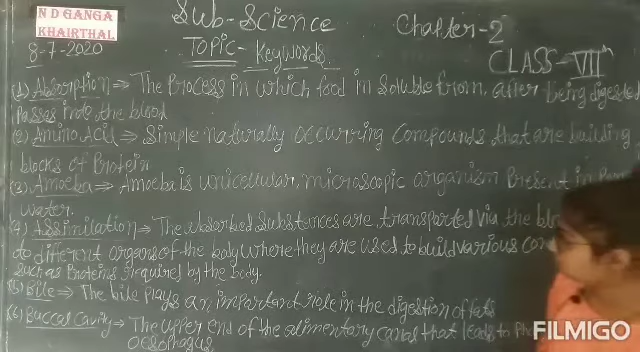 N D GANGA
KHAIRTHAL
8-7-2020
Sub-Science
Chapter-2
TOPIC - Keywords
CLASS - VIIth
(1) Absorption => The Process in which food in soluble from, after being digested
Passes into the blood
(2) Amino Acid => Simple naturally occurring Compounds that are building
blocks of Protein
(3) Amoeba => Amoeba is unicellular, microscopic organism Present in
water.
(4) Assimilation => The absorbed Substances are, transported via the
to different organs of the body where they are used to build various
Such as Proteins required by the body.
(5) Bile => The bile Plays an important role in the digestion of fats
(6) Buccal Cavity => The upper end of the alimentary canal that leads to
oesophagus
FILMIGO